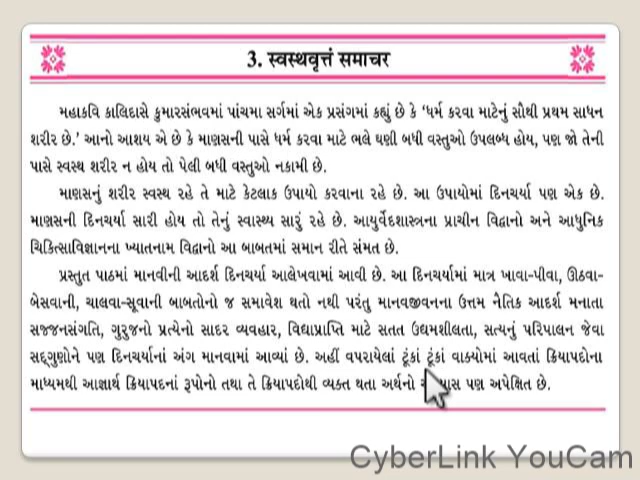 3. સ્વસ્થવૃત્તં સમાચર
મહાકવિ કાલિદાસે કુમારસંભવમાં પાંચમા સર્ગમાં એક પ્રસંગમાં કહ્યું છે કે ‘ધર્મ કરવા માટેનું સૌથી પ્રથમ સાધન
શરીર છે.’ આનો આશય એ છે કે માણસની પાસે ધર્મ કરવા માટે ભલે ઘણી બધી વસ્તુઓ ઉપલબ્ધ હોય, પણ જો તેની
પાસે સ્વસ્થ શરીર ન હોય તો પેલી બધી વસ્તુઓ નકામી છે.
માણસનું શરીર સ્વસ્થ રહે તે માટે કેટલાક ઉપાયો કરવાના રહે છે. આ ઉપાયોમાં દિનચર્યા પણ એક છે.
માણસની દિનચર્યા સારી હોય તો તેનું સ્વાસ્થ્ય સારું રહે છે. આયુર્વેદશાસ્ત્રના પ્રાચીન વિદ્વાનો અને આધુનિક
ચિકિત્સાવિજ્ઞાનના ખ્યાતનામ વિદ્વાનો આ બાબતમાં સમાન રીતે સંમત છે.
પ્રસ્તુત પાઠમાં માનવીની આદર્શ દિનચર્યા આલેખવામાં આવી છે. આ દિનચર્યામાં માત્ર ખાવા-પીવા, ઊઠવા-
બેસવાની, ચાલવા-સૂવાની બાબતોનો જ સમાવેશ થતો નથી પરંતુ માનવજીવનના ઉત્તમ નૈતિક આદર્શ મનાતા
સજ્જનસંગતિ, ગુરુજનો પ્રત્યેનો સાદર વ્યવહાર, વિદ્યાપ્રાપ્તિ માટે સતત ઉદ્યમશીલતા, સત્યનું પરિપાલન જેવા
સદ્ગુણોને પણ દિનચર્યાનાં અંગ માનવામાં આવ્યાં છે. અહીં વપરાયેલાં ટૂંકાં ટૂંકાં વાક્યોમાં આવતાં ક્રિયાપદોના
માધ્યમથી આજ્ઞાર્થ ક્રિયાપદનાં રૂપોનો તથા તે ક્રિયાપદોથી વ્યક્ત થતા અર્થનો પણ અપેક્ષિત છે.
CyberLink YouCam